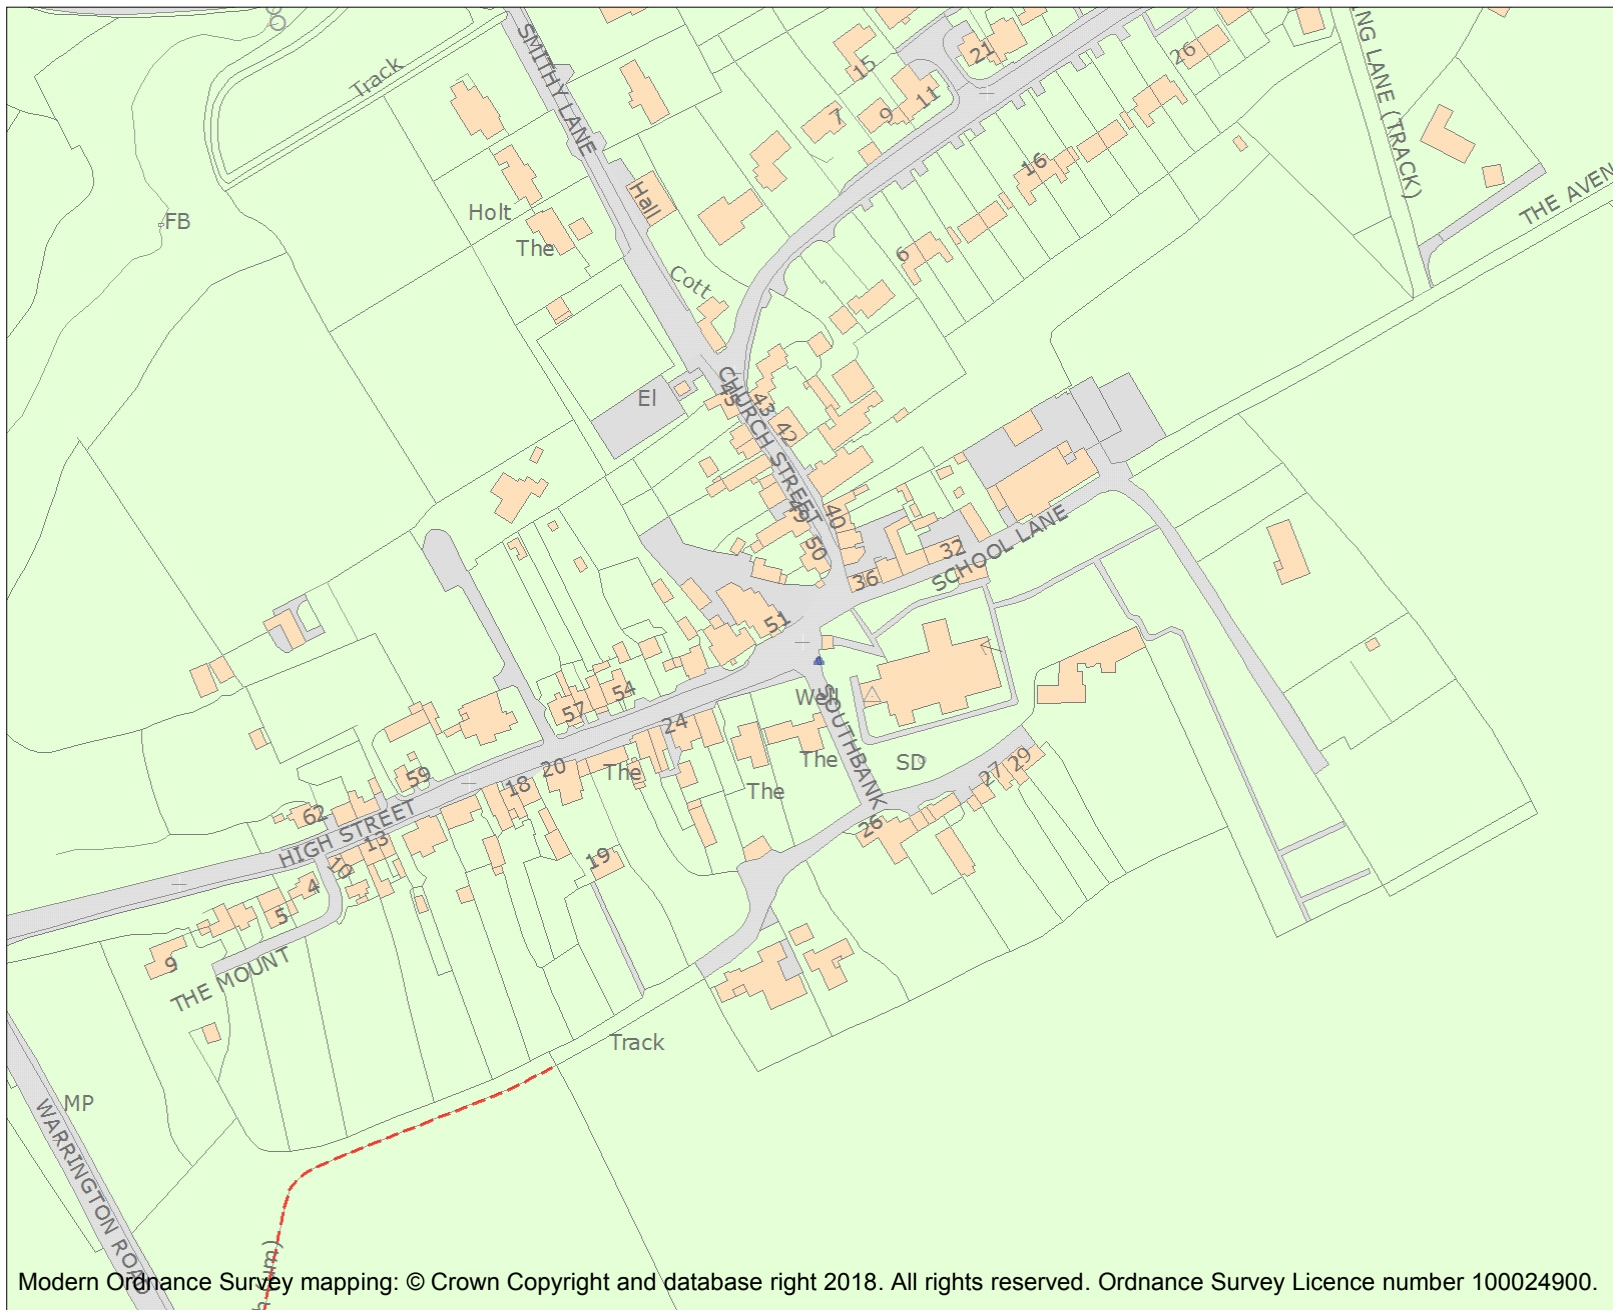 SMITHY LANE
Track
15
21
26
11
9
7
ENG LANE (TRACK)
16
THE AVEN
Hall
FB
Holt
The
6
Cott
El
CHURCH STREET
45
43
42
49
40
50
32
SCHOOL LANE
36
51
54
57
24
Well
SOUTHBANK
The
The
The
SD
27
29
26
59
18
20
62
HIGH STREET
13
10
4
5
9
19
THE MOUNT
Track
MP
WARRINGTON ROAD
Modern Ordnance Survey mapping: © Crown Copyright and database right 2018. All rights reserved. Ordnance Survey Licence number 100024900.